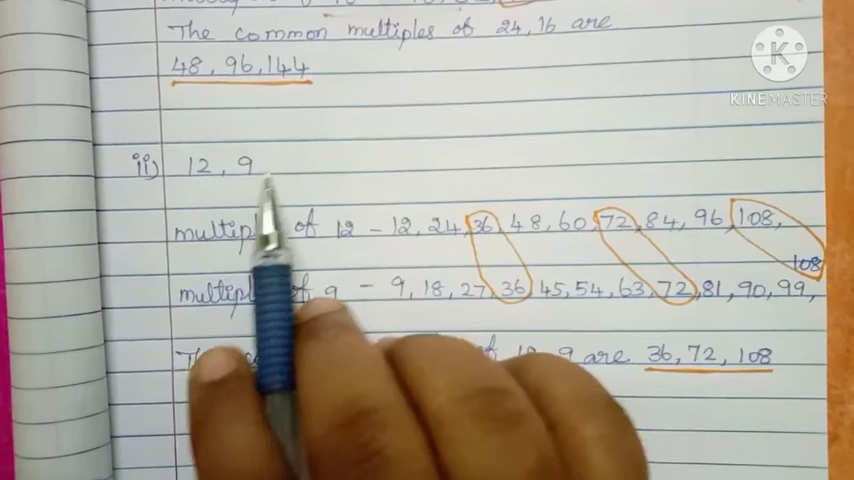 The common multiples of 24, 16 are
48, 96, 144
KINEMASTER
ii) 12, 9
of 12 - 12, 24, 36, 48, 60, 72, 84, 96, 108,
108
of 9 - 9, 18, 27, 36 45, 54, 63, 72, 81, 90, 99,
are 36, 72, 108